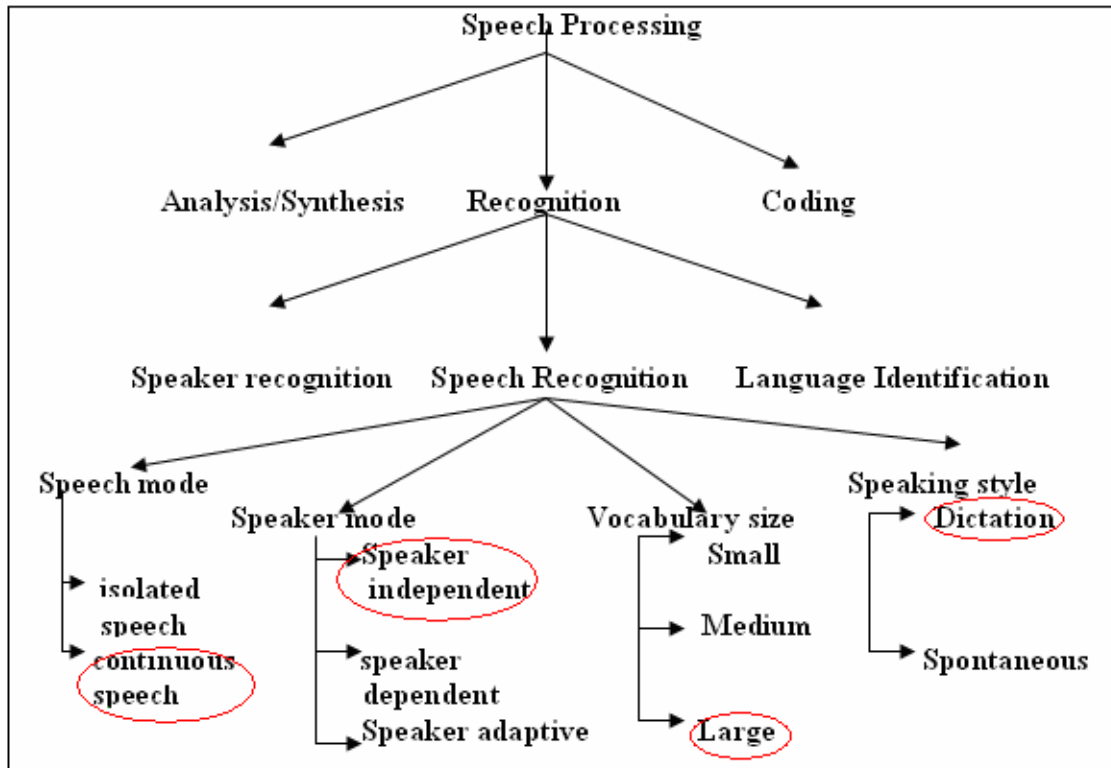 Speech Processing
Analysis/Synthesis
Recognition
Coding
Speaker recognition
Speech Recognition
Language Identification
Speech mode
isolated
speech
continuous
speech
Speaker mode
Speaker
independent
speaker
dependent
Speaker adaptive
Vocabulary size
Small
Medium
Large
Speaking style
Dictation
Spontaneous